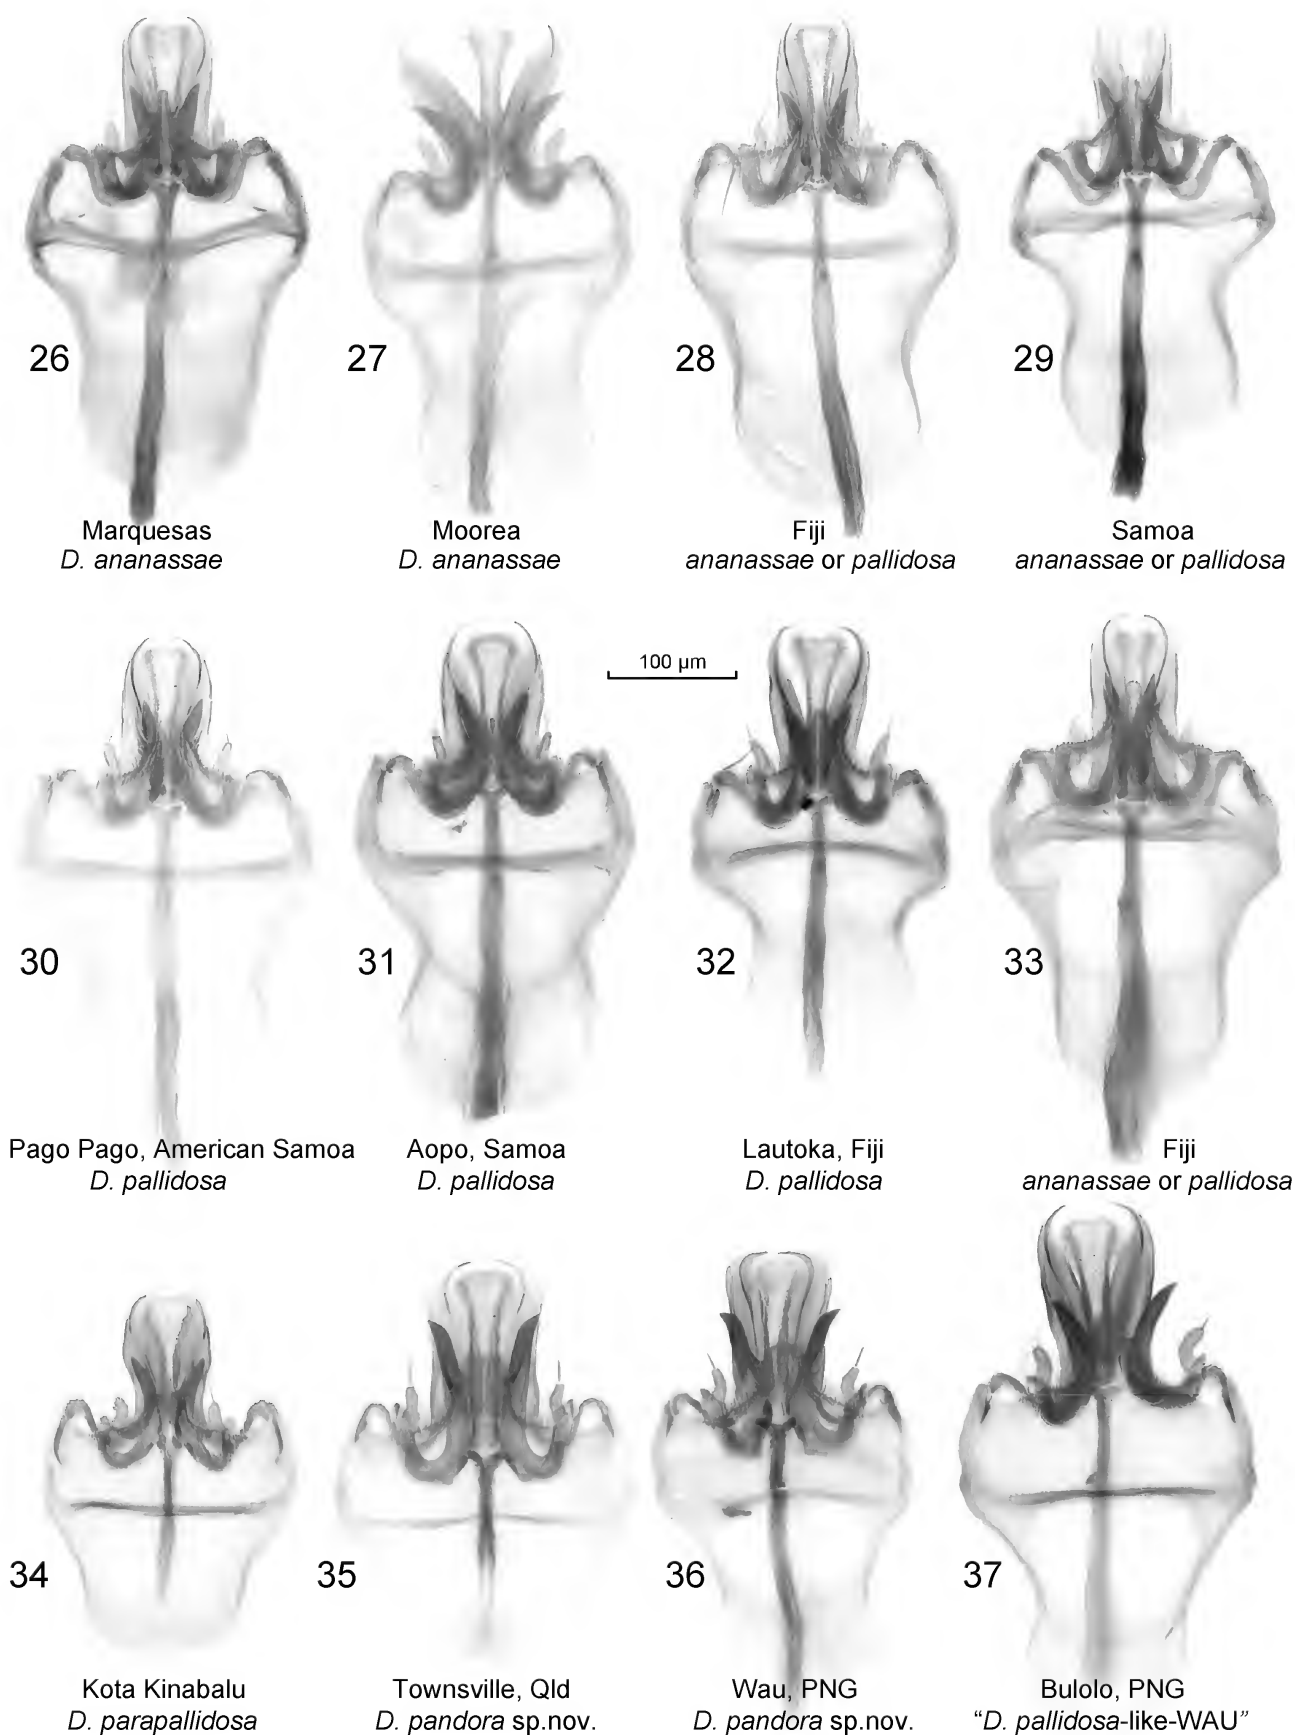 26
27
28
29
Marquesas
D. ananassae
Moorea
D. ananassae
Fiji
ananassae or pallidosa
Samoa
ananassae or pallidosa
100 µm
30
31
32
33
Pago Pago, American Samoa
D. pallidosa
Aopo, Samoa
D. pallidosa
Lautoka, Fiji
D. pallidosa
Fiji
ananassae or pallidosa
34
35
36
37
Kota Kinabalu
D. parapallidosa
Townsville, Qld
D. pandora sp.nov.
Wau, PNG
D. pandora sp.nov.
Bulolo, PNG
“D. pallidosa-like-WAU”